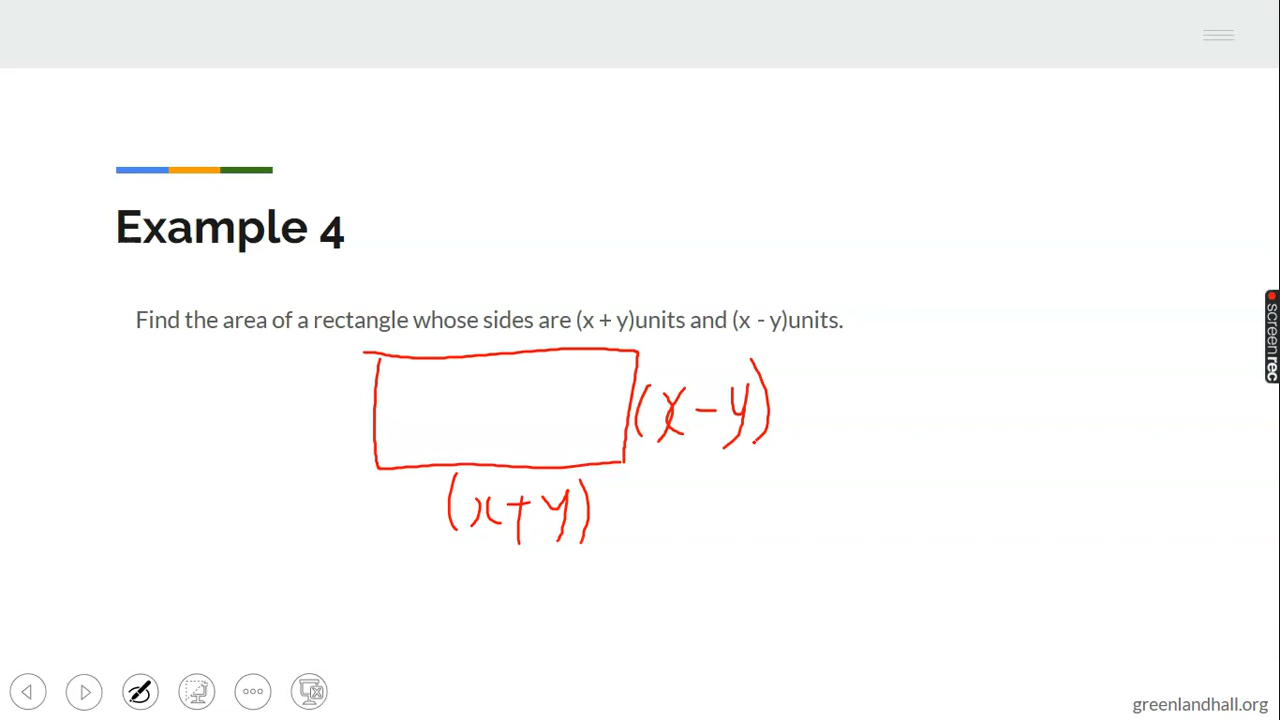 Example 4
Find the area of a rectangle whose sides are (x + y)units and (x - y)units.
(x-y)
(x+y)
screenrec
greenlandhall.org